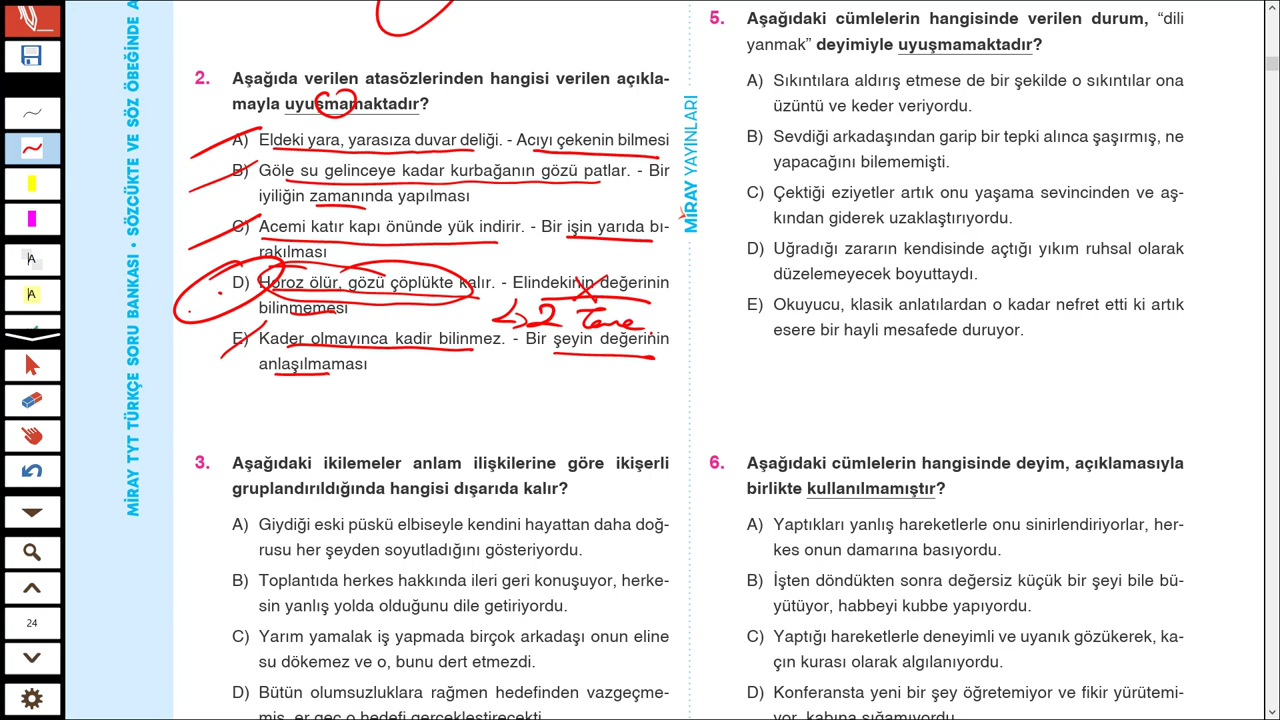 MİRAY TYT TÜRKÇE SORU BANKASI • SÖZCÜKTE VE SÖZ ÖBEĞİNDE A
2. Aşağıda verilen atasözlerinden hangisi verilen açıkla-
mayla uyuşmamaktadır?
A) Eldeki yara, yarasıza duvar deliği. - Acıyı çekenin bilmesi
B) Göle su gelinceye kadar kurbağanın gözü patlar. - Bir
iyiliğin zamanında yapılması
C) Acemi katır kapı önünde yük indirir. - Bir işin yarıda bı-
rakılması
D) Horoz ölür, gözü çöplükte kalır. - Elindekinin değerinin
bilinmemesi
2 tane
E) Kader olmayınca kadir bilinmez. - Bir şeyin değerinin
anlaşılmaması
3. Aşağıdaki ikilemeler anlam ilişkilerine göre ikişerli
gruplandırıldığında hangisi dışarıda kalır?
A) Giydiği eski püskü elbiseyle kendini hayattan daha doğ-
rusu her şeyden soyutladığını gösteriyordu.
B) Toplantıda herkes hakkında ileri geri konuşuyor, herke-
sin yanlış yolda olduğunu dile getiriyordu.
C) Yarım yamalak iş yapmada birçok arkadaşı onun eline
su dökemez ve o, bunu dert etmezdi.
D) Bütün olumsuzluklara rağmen hedefinden vazgeçme-
miş, er geç o hedefi gerçekleştirecekti.
MİRAY YAYINLARI
5. Aşağıdaki cümlelerin hangisinde verilen durum, “dili
yanmak” deyimiyle uyuşmamaktadır?
A) Sıkıntılara aldırış etmese de bir şekilde o sıkıntılar ona
üzüntü ve keder veriyordu.
B) Sevdiği arkadaşından garip bir tepki alınca şaşırmış, ne
yapacağını bilememişti.
C) Çektiği eziyetler artık onu yaşama sevincinden ve aş-
kından giderek uzaklaştırıyordu.
D) Uğradığı zararın kendisinde açtığı yıkım ruhsal olarak
düzelemeyecek boyuttaydı.
E) Okuyucu, klasik anlatılardan o kadar nefret etti ki artık
esere bir hayli mesafede duruyor.
6. Aşağıdaki cümlelerin hangisinde deyim, açıklamasıyla
birlikte kullanılmamıştır?
A) Yaptıkları yanlış hareketlerle onu sinirlendiriyorlar, her-
kes onun damarına basıyordu.
B) İşten döndükten sonra değersiz küçük bir şeyi bile bü-
yütüyor, habbeyi kubbe yapıyordu.
C) Yaptığı hareketlerle deneyimli ve uyanık gözükerek, ka-
çın kurası olarak algılanıyordu.
D) Konferansta yeni bir şey öğretemiyor ve fikir yürütemi-
yor, kabına sığamıyordu.
A
A
24